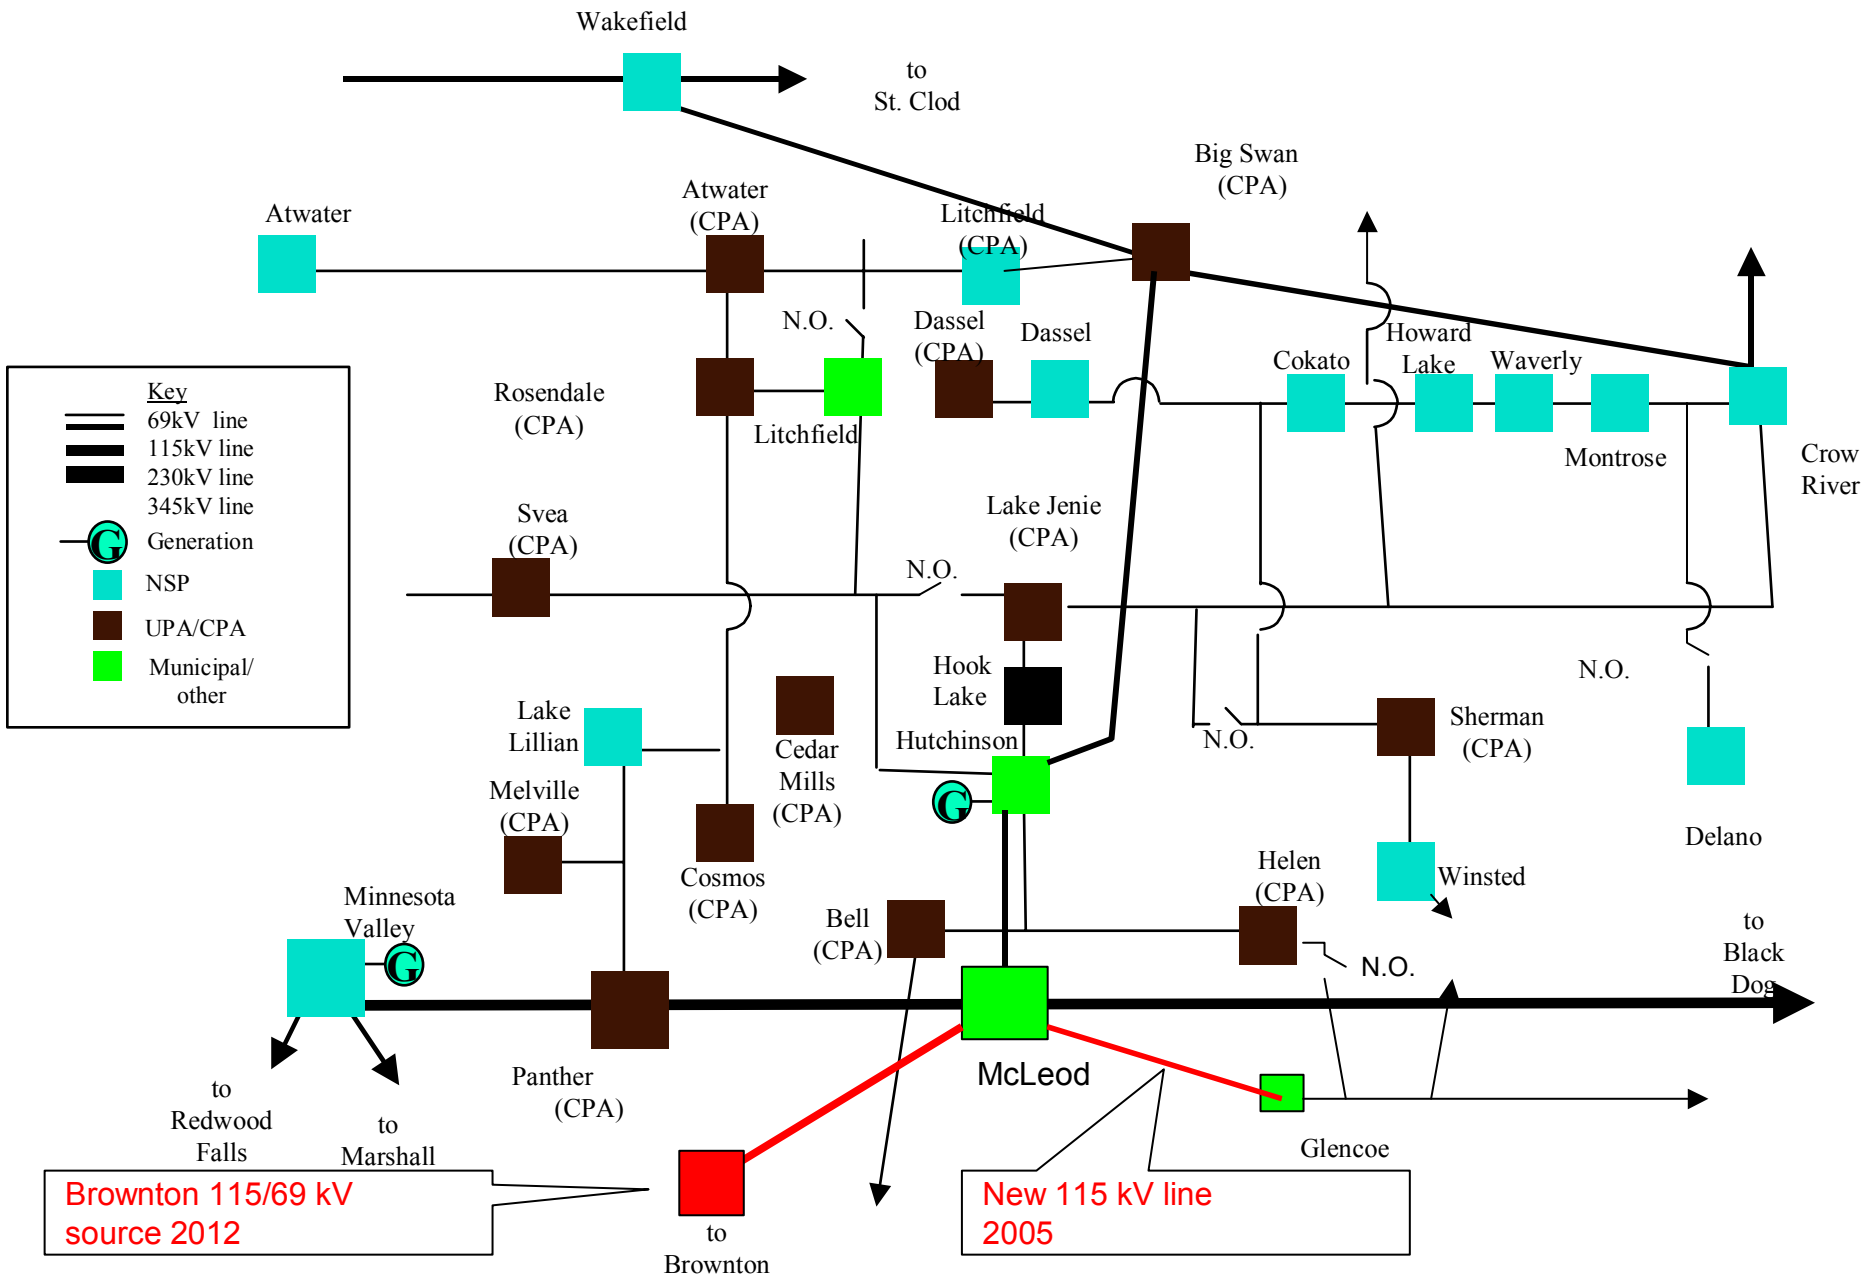 Wakefield
to
St. Clod
Big Swan
(CPA)
Atwater
Atwater
(CPA)
Litchfield
(CPA)
N.O.
Dassel
(CPA)
Dassel
Howard
Lake
Cokato
Waverly
Montrose
Crow
River
Key
69kV line
115kV line
230kV line
345kV line
G
Generation
NSP
UPA/CPA
Municipal/
other
Rosendale
(CPA)
Litchfield
Svea
(CPA)
N.O.
Lake Jenie
(CPA)
Hook
Lake
N.O.
Lake
Lillian
Cedar
Mills
(CPA)
Hutchinson
G
N.O.
Sherman
(CPA)
Melville
(CPA)
Cosmos
(CPA)
Delano
Helen
(CPA)
Winsted
Minnesota
Valley
G
Bell
(CPA)
N.O.
to
Black
Dog
Panther
(CPA)
McLeod
to
Redwood
Falls
to
Marshall
Glencoe
Brownton 115/69 kV
source 2012
to
Brownton
New 115 kV line
2005